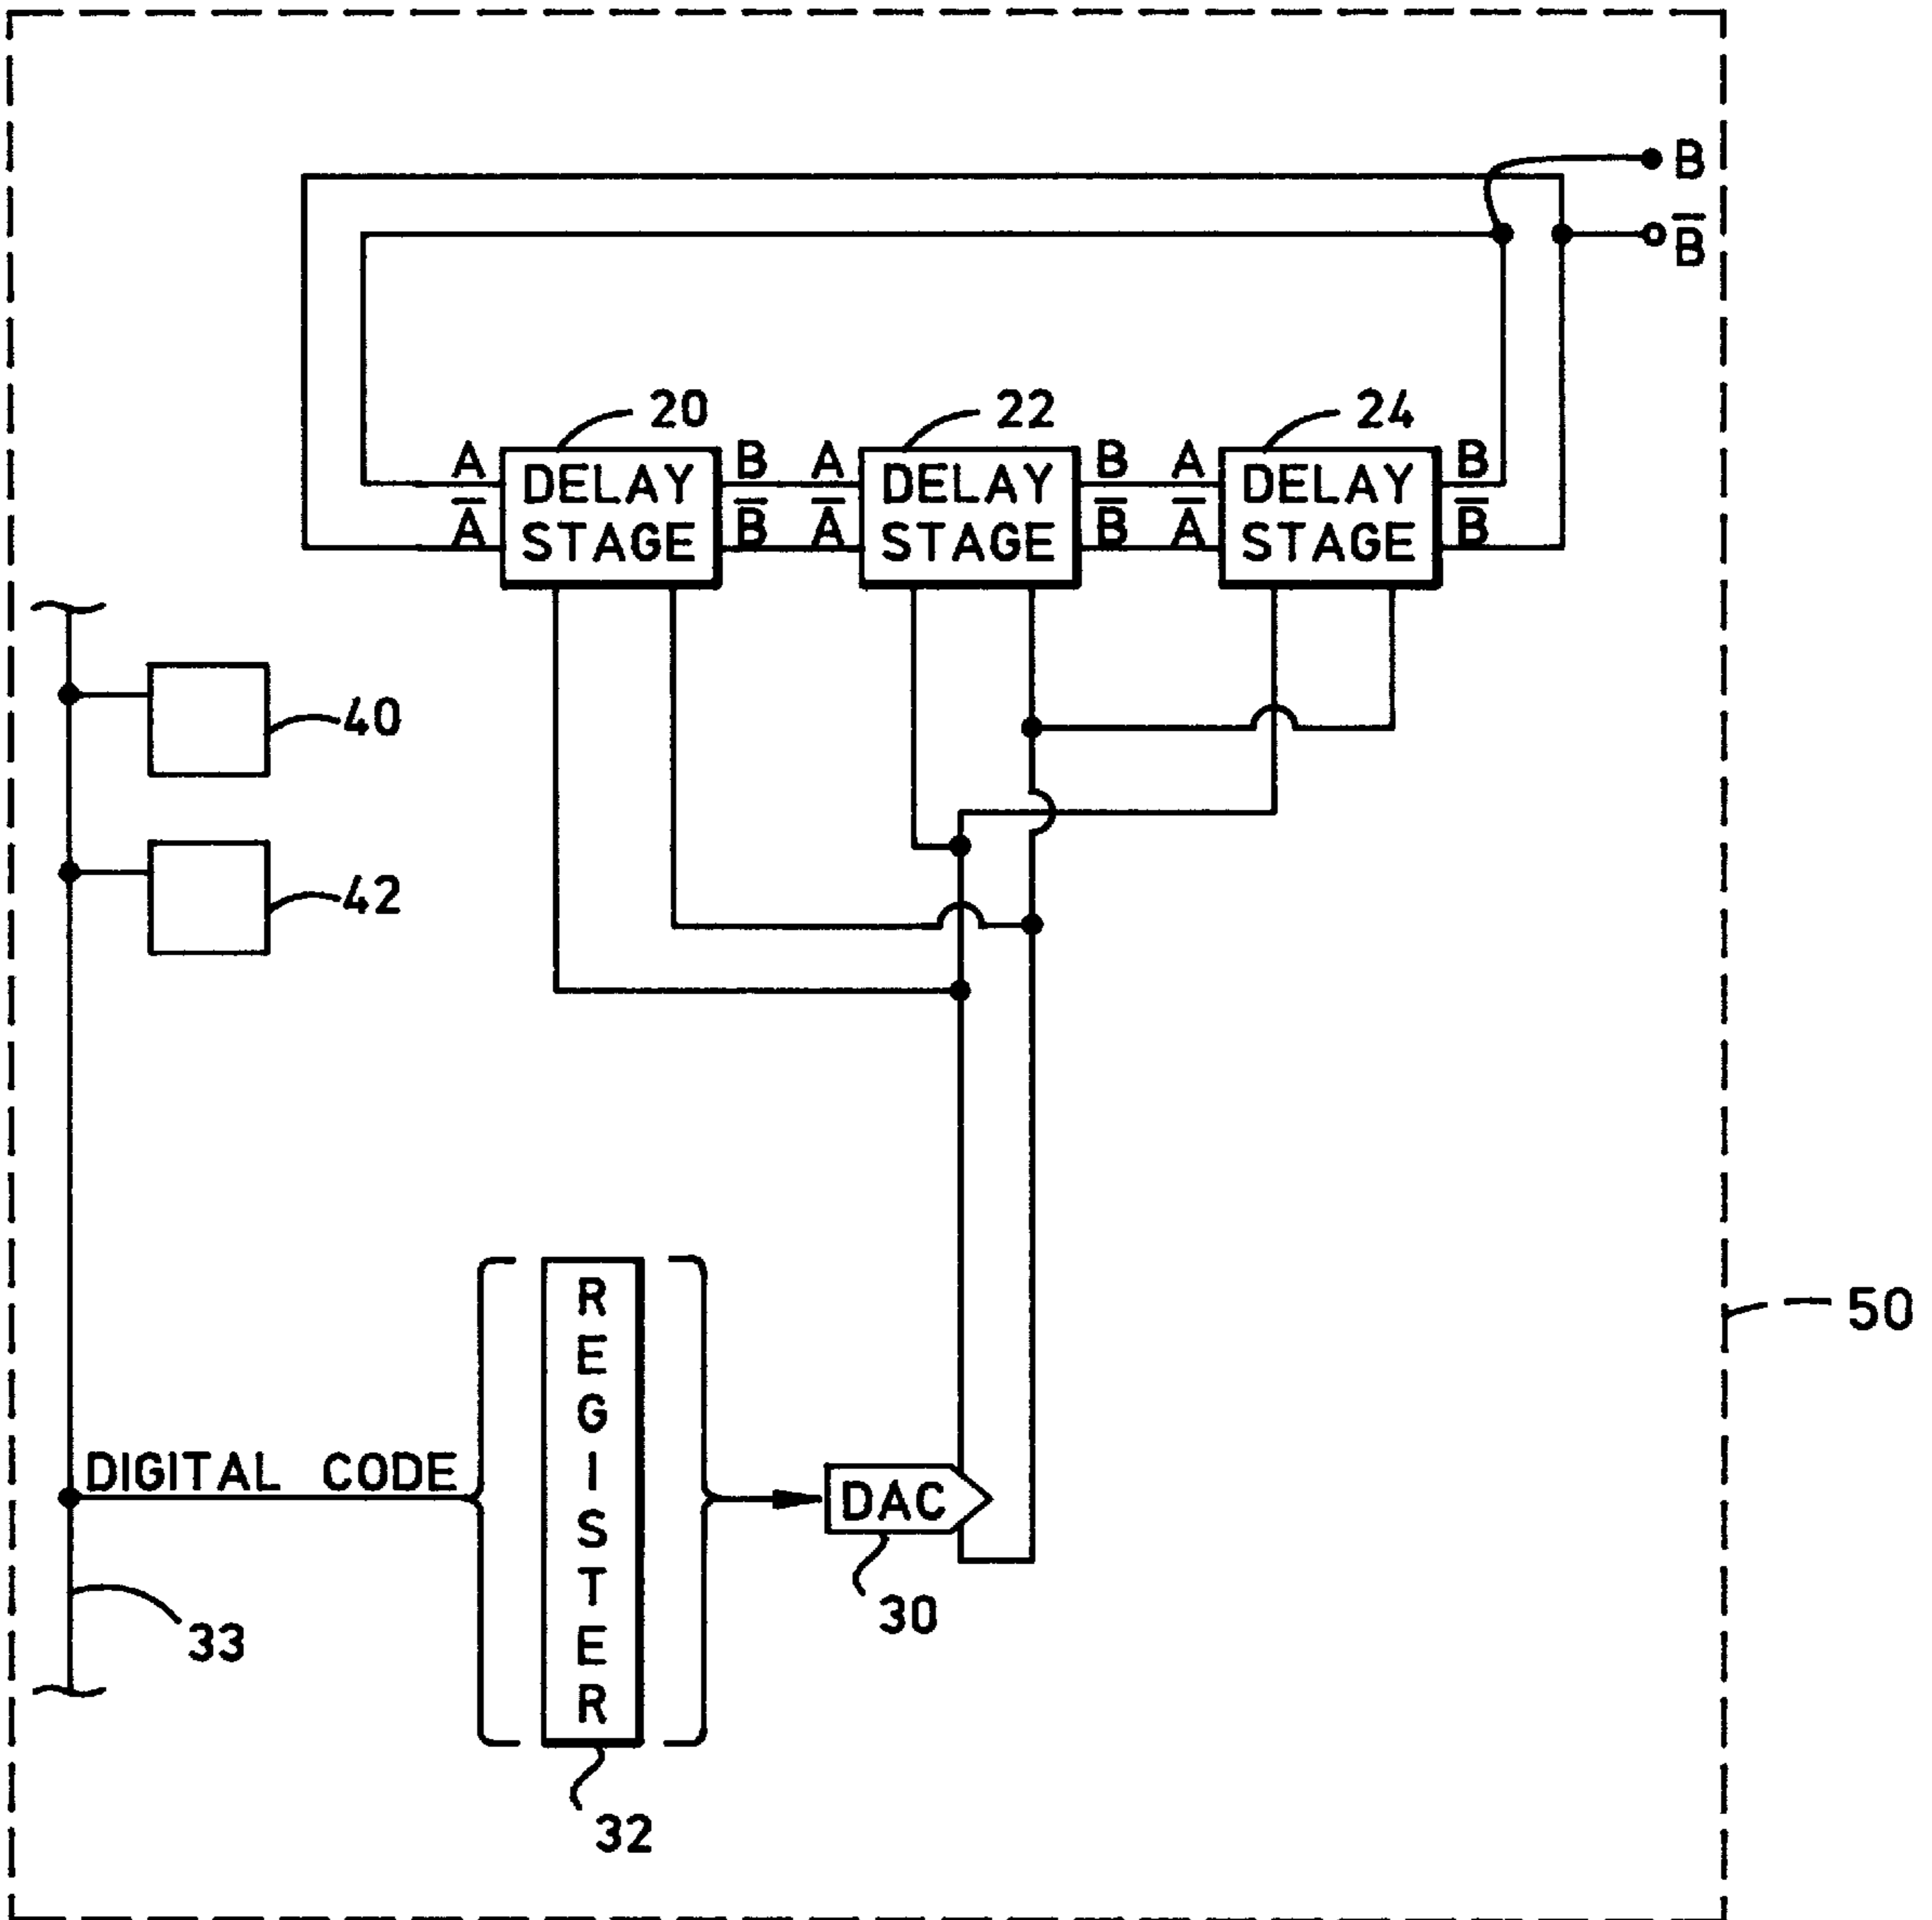 B
B̅
20
22
24
A
DELAY
B
A
DELAY
B
A
DELAY
B
A̅
STAGE
B̅
A̅
STAGE
B̅
A̅
STAGE
B̅
40
42
50
DIGITAL CODE
REGISTER
DAC
30
33
32